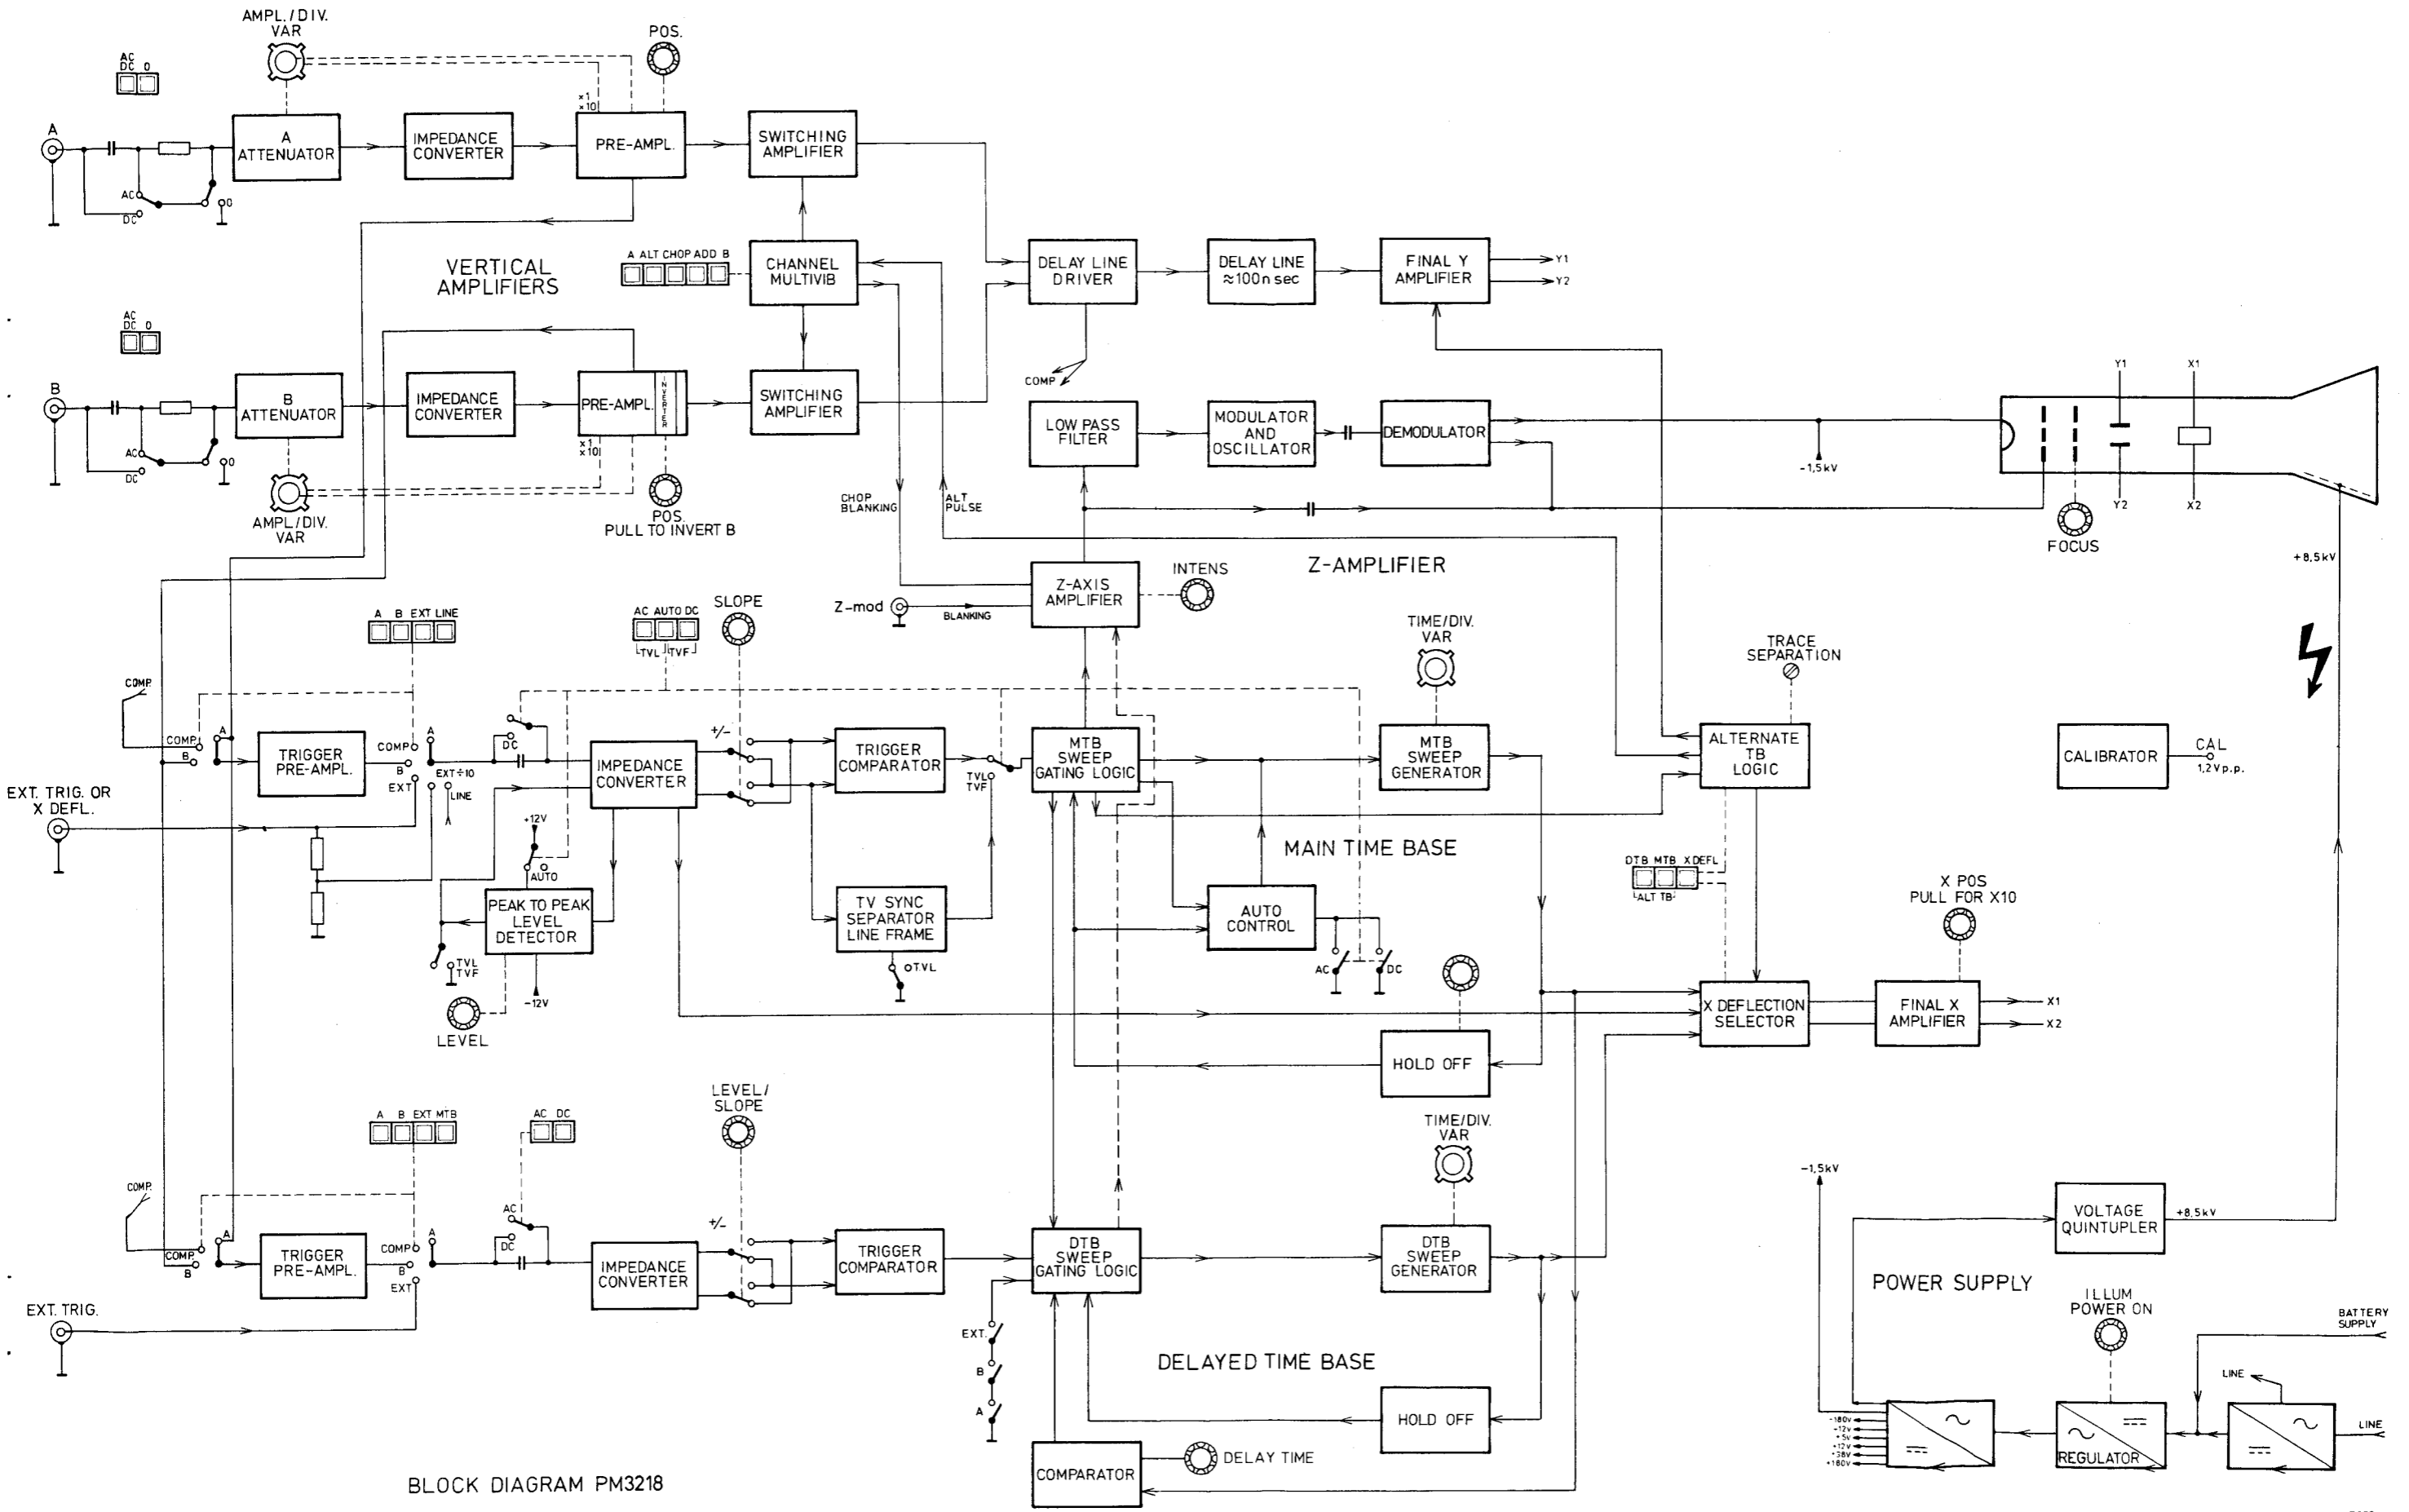 AMPL./DIV.
VAR
POS.
AC
DC 0
x1
x10
A
A
ATTENUATOR
IMPEDANCE
CONVERTER
PRE-AMPL.
SWITCHING
AMPLIFIER
AC
DC
0
VERTICAL
AMPLIFIERS
A ALT CHOP ADD B
CHANNEL
MULTIVIB
DELAY LINE
DRIVER
DELAY LINE
≈100n sec
FINAL Y
AMPLIFIER
Y1
Y2
AC
DC 0
COMP
B
B
ATTENUATOR
IMPEDANCE
CONVERTER
PRE-AMPL.
INVERTER
SWITCHING
AMPLIFIER
x1
x10
AC
DC
0
LOW PASS
FILTER
MODULATOR
AND
OSCILLATOR
DEMODULATOR
-1,5kV
Y1
X1
Y2
X2
FOCUS
+8,5kV
AMPL/DIV.
VAR
POS.
PULL TO INVERT B
CHOP
BLANKING
ALT
PULSE
Z-AMPLIFIER
Z-AXIS
AMPLIFIER
INTENS
Z-mod
BLANKING
A B EXT LINE
AC AUTO DC
TVL TVF
SLOPE
TIME/DIV.
VAR
TRACE
SEPARATION
COMP.
COMP.
B
A
TRIGGER
PRE-AMPL.
COMP
B
EXT
A
EXT÷10
LINE
DC
IMPEDANCE
CONVERTER
+/-
TRIGGER
COMPARATOR
TVL
TVF
MTB
SWEEP
GATING LOGIC
MTB
SWEEP
GENERATOR
ALTERNATE
TB
LOGIC
CALIBRATOR
CAL
1,2Vp.p.
EXT. TRIG. OR
X DEFL.
+12V
AUTO
MAIN TIME BASE
DTB MTB X DEFL
ALT TB
PEAK TO PEAK
LEVEL
DETECTOR
TVL
TVF
-12V
LEVEL
TV SYNC
SEPARATOR
LINE FRAME
TVL
AUTO
CONTROL
AC
DC
X POS
PULL FOR X10
X DEFLECTION
SELECTOR
FINAL X
AMPLIFIER
X1
X2
HOLD OFF
A B EXT MTB
AC DC
LEVEL/
SLOPE
TIME/DIV.
VAR
COMP.
COMP.
B
A
TRIGGER
PRE-AMPL.
COMP
B
EXT
A
AC
DC
IMPEDANCE
CONVERTER
+/-
TRIGGER
COMPARATOR
DTB
SWEEP
GATING LOGIC
DTB
SWEEP
GENERATOR
-1,5kV
VOLTAGE
QUINTUPLER
+8,5kV
POWER SUPPLY
EXT. TRIG.
EXT.
B
A
DELAYED TIME BASE
HOLD OFF
COMPARATOR
DELAY TIME
ILLUM
POWER ON
BATTERY
SUPPLY
LINE
LINE
REGULATOR
-180V
-12V
+5V
+12V
+38V
+180V
BLOCK DIAGRAM PM3218